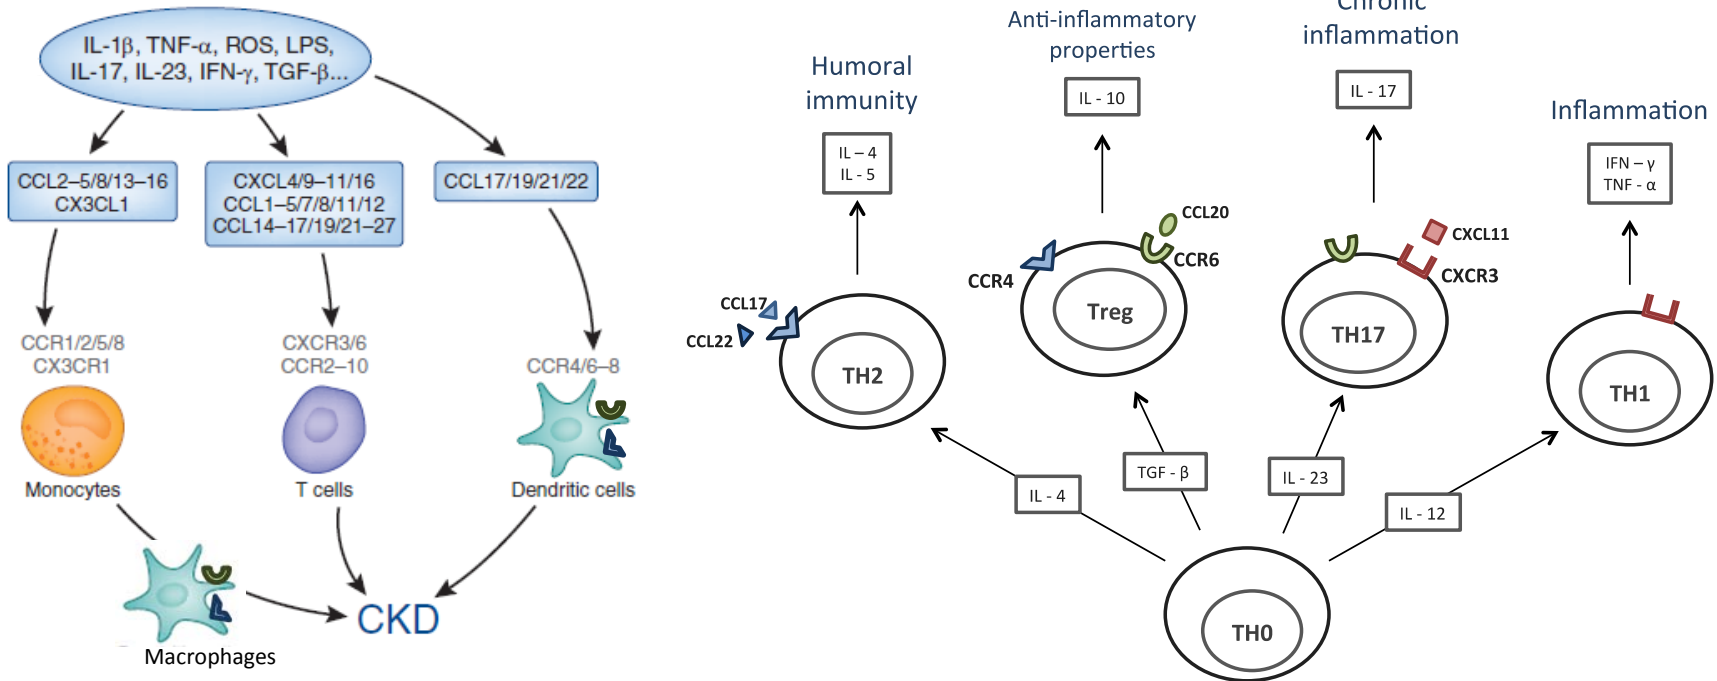 IL-1β, TNF-α, ROS, LPS,
IL-17, IL-23, IFN-γ, TGF-β...
CCL2–5/8/13–16
CX3CL1
CXCL4/9–11/16
CCL1–5/7/8/11/12
CCL14–17/19/21–27
CCL17/19/21/22
CCR1/2/5/8
CX3CR1
CXCR3/6
CCR2–10
CCR4/6–8
Monocytes
T cells
Dendritic cells
Macrophages
CKD
Humoral
immunity
IL – 4
IL - 5
Anti-inflammatory
properties
IL - 10
Chronic
inflammation
IL - 17
Inflammation
IFN – γ
TNF - α
CCL17
CCL22
TH2
CCR4
CCL20
CCR6
Treg
CXCL11
CXCR3
TH17
TH1
IL - 4
TGF - β
IL - 23
IL - 12
TH0